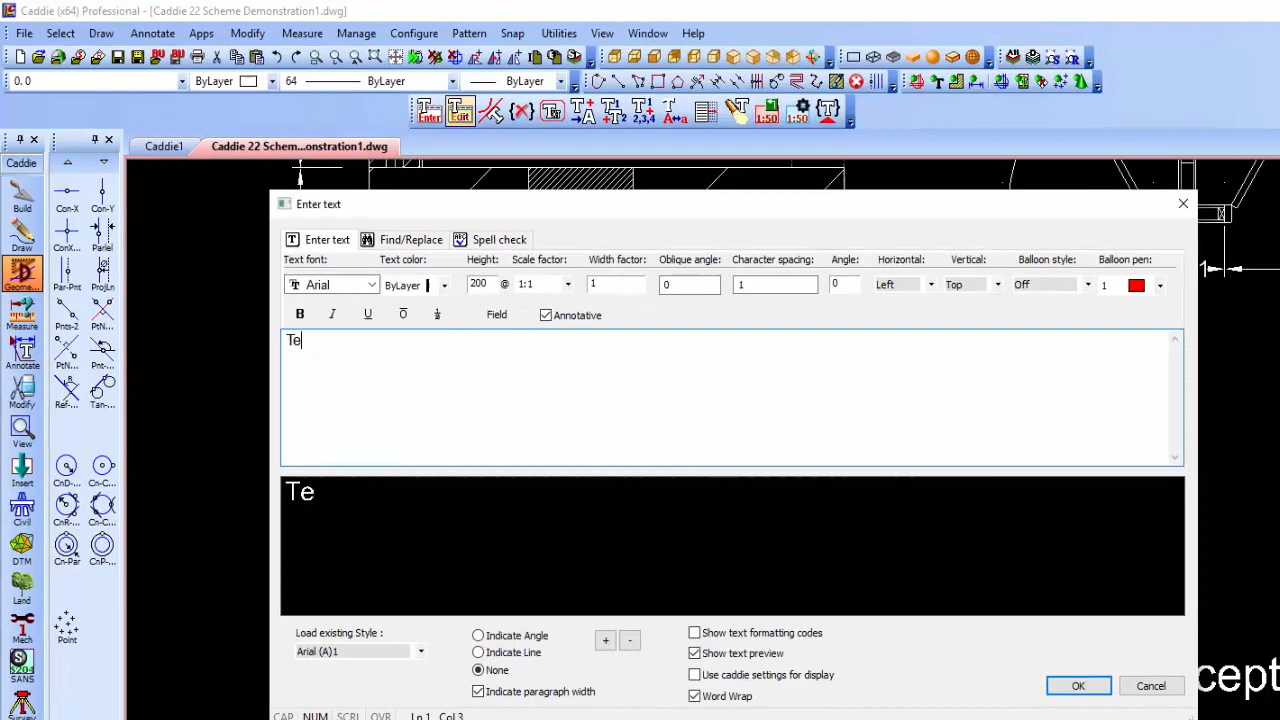 Caddie (x64) Professional - [Caddie 22 Scheme Demonstration1.dwg]
File Select Draw Annotate Apps Modify Measure Manage Configure Pattern Snap Utilities View Window Help
0. 0 ByLayer 64 ByLayer ByLayer
Enter Edit 1:50 1:50
Caddie1 Caddie 22 Schem...onstration1.dwg
Caddie
Build Con-X Con-Y
Draw ConX... Parlel
Geome... Par-Pnt ProjLn
Measure Pnts-2 PtN...
Annotate PtN... Pnt-...
Modify Ref-... Tan-...
View
Insert CnD-... Cn-C...
Civil CnR-... Cn-C...
DTM Cn-Par CnP-...
Land
Mech Point
SANS
Survey
Enter text
Enter text Find/Replace Spell check
Text font: Text color: Height: Scale factor: Width factor: Oblique angle: Character spacing: Angle: Horizontal: Vertical: Balloon style: Balloon pen:
Arial ByLayer 200 @ 1:1 1 0 1 0 Left Top Off 1
B I U O Field Annotative
Te
Te
Load existing Style :
Arial (A)1
Indicate Angle
Indicate Line
None
Indicate paragraph width
+ -
Show text formatting codes
Show text preview
Use caddie settings for display
Word Wrap
OK Cancel
CAP NUM SCRL OVR Ln 1 Col 3
1
cept